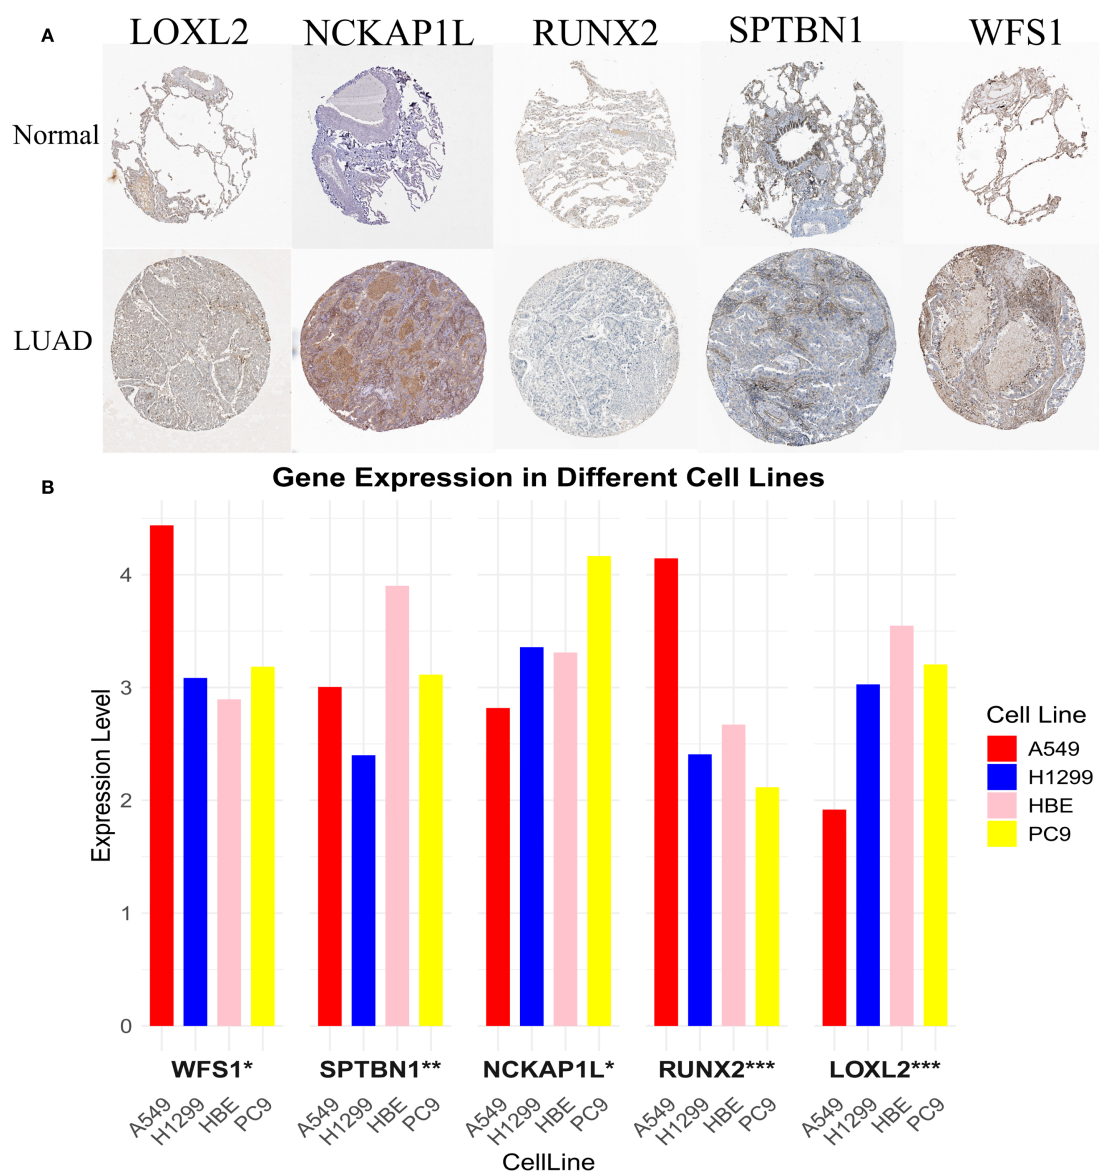 A
LOXL2 NCKAP1L RUNX2 SPTBN1 WFS1
Normal
LUAD
B
Gene Expression in Different Cell Lines
Expression Level
4
3
2
1
0
WFS1* SPTBN1** NCKAP1L* RUNX2*** LOXL2***
A549 H1299 HBE PC9 A549 H1299 HBE PC9 A549 H1299 HBE PC9 A549 H1299 HBE PC9 A549 H1299 HBE PC9
CellLine
Cell Line
A549
H1299
HBE
PC9